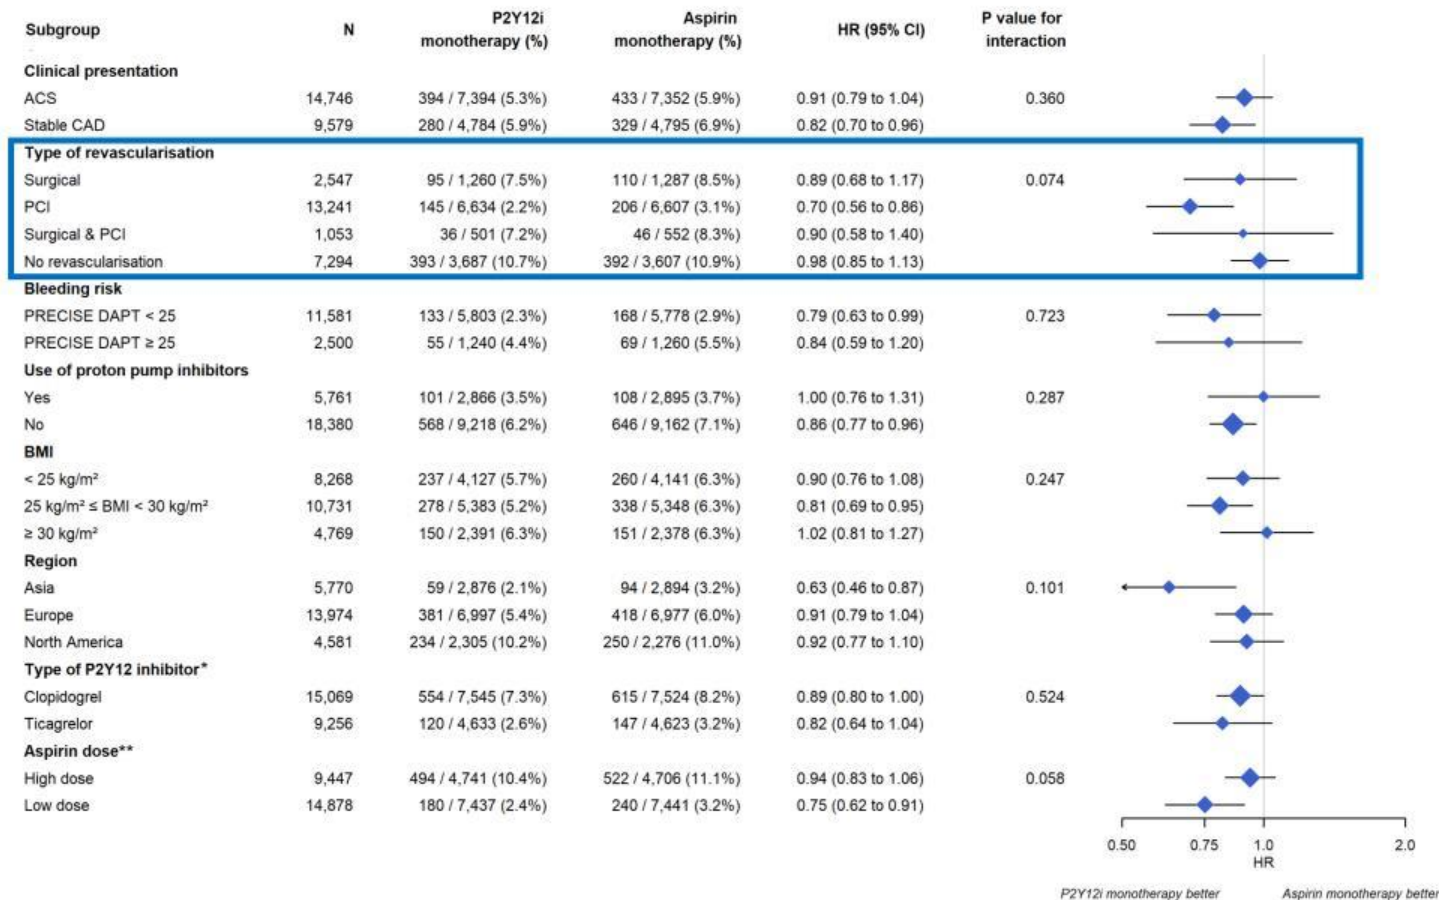 Subgroup N P2Y12i monotherapy (%) Aspirin monotherapy (%) HR (95% CI) P value for interaction
Clinical presentation
ACS 14,746 394 / 7,394 (5.3%) 433 / 7,352 (5.9%) 0.91 (0.79 to 1.04) 0.360
Stable CAD 9,579 280 / 4,784 (5.9%) 329 / 4,795 (6.9%) 0.82 (0.70 to 0.96)
Type of revascularisation
Surgical 2,547 95 / 1,260 (7.5%) 110 / 1,287 (8.5%) 0.89 (0.68 to 1.17) 0.074
PCI 13,241 145 / 6,634 (2.2%) 206 / 6,607 (3.1%) 0.70 (0.56 to 0.86)
Surgical & PCI 1,053 36 / 501 (7.2%) 46 / 552 (8.3%) 0.90 (0.58 to 1.40)
No revascularisation 7,294 393 / 3,687 (10.7%) 392 / 3,607 (10.9%) 0.98 (0.85 to 1.13)
Bleeding risk
PRECISE DAPT < 25 11,581 133 / 5,803 (2.3%) 168 / 5,778 (2.9%) 0.79 (0.63 to 0.99) 0.723
PRECISE DAPT ≥ 25 2,500 55 / 1,240 (4.4%) 69 / 1,260 (5.5%) 0.84 (0.59 to 1.20)
Use of proton pump inhibitors
Yes 5,761 101 / 2,866 (3.5%) 108 / 2,895 (3.7%) 1.00 (0.76 to 1.31) 0.287
No 18,380 568 / 9,218 (6.2%) 646 / 9,162 (7.1%) 0.86 (0.77 to 0.96)
BMI
< 25 kg/m² 8,268 237 / 4,127 (5.7%) 260 / 4,141 (6.3%) 0.90 (0.76 to 1.08) 0.247
25 kg/m² ≤ BMI < 30 kg/m² 10,731 278 / 5,383 (5.2%) 338 / 5,348 (6.3%) 0.81 (0.69 to 0.95)
≥ 30 kg/m² 4,769 150 / 2,391 (6.3%) 151 / 2,378 (6.3%) 1.02 (0.81 to 1.27)
Region
Asia 5,770 59 / 2,876 (2.1%) 94 / 2,894 (3.2%) 0.63 (0.46 to 0.87) 0.101
Europe 13,974 381 / 6,997 (5.4%) 418 / 6,977 (6.0%) 0.91 (0.79 to 1.04)
North America 4,581 234 / 2,305 (10.2%) 250 / 2,276 (11.0%) 0.92 (0.77 to 1.10)
Type of P2Y12 inhibitor*
Clopidogrel 15,069 554 / 7,545 (7.3%) 615 / 7,524 (8.2%) 0.89 (0.80 to 1.00) 0.524
Ticagrelor 9,256 120 / 4,633 (2.6%) 147 / 4,623 (3.2%) 0.82 (0.64 to 1.04)
Aspirin dose**
High dose 9,447 494 / 4,741 (10.4%) 522 / 4,706 (11.1%) 0.94 (0.83 to 1.06) 0.058
Low dose 14,878 180 / 7,437 (2.4%) 240 / 7,441 (3.2%) 0.75 (0.62 to 0.91)
0.50 0.75 1.0 2.0
HR
P2Y12i monotherapy better Aspirin monotherapy better